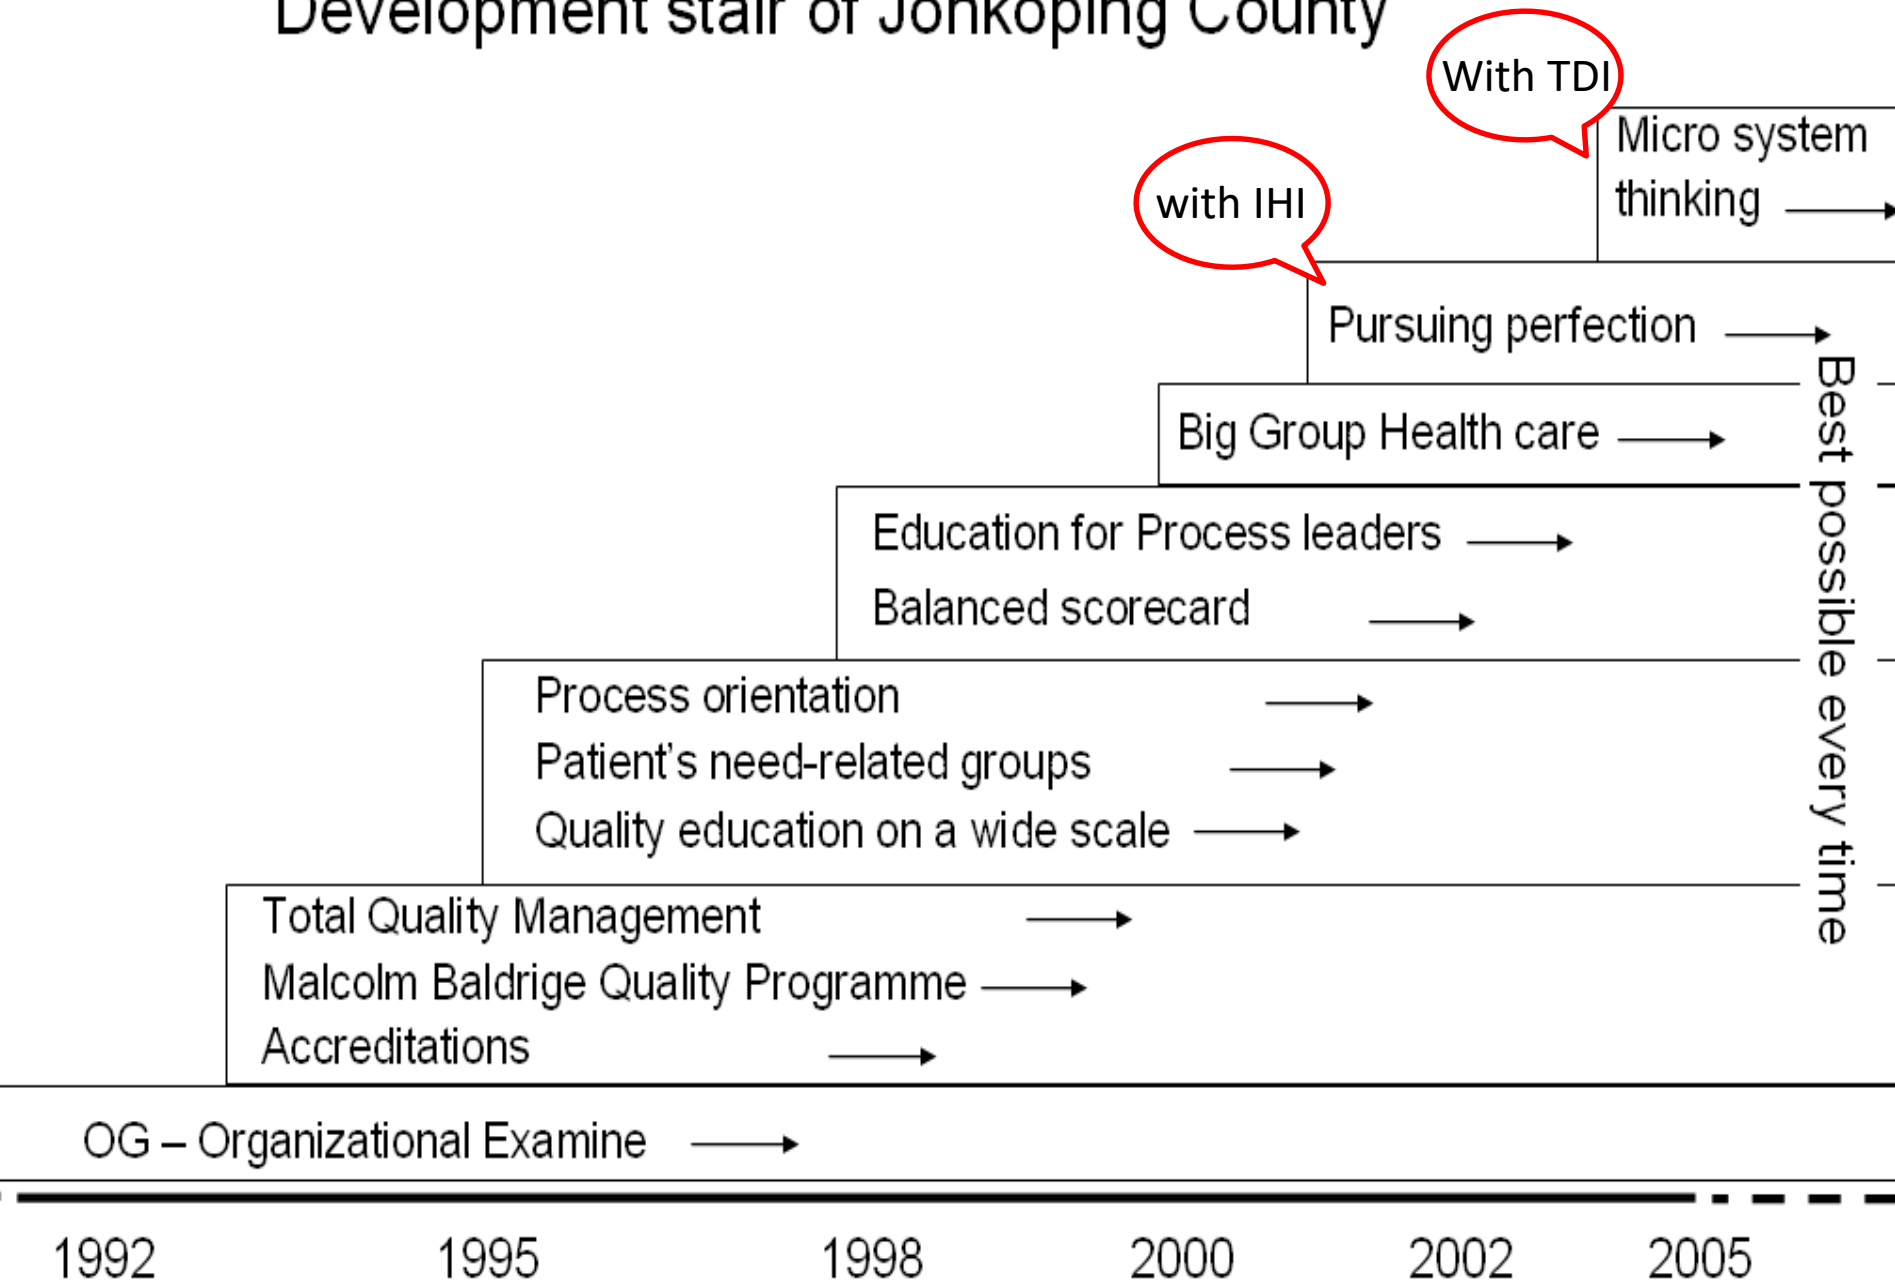 Development stair of Jonkoping County
With TDI
Micro system
thinking
with IHI
Pursuing perfection
Big Group Health care
Education for Process leaders
Balanced scorecard
Process orientation
Patient's need-related groups
Quality education on a wide scale
Total Quality Management
Malcolm Baldrige Quality Programme
Accreditations
OG – Organizational Examine
Best possible every time
1992 1995 1998 2000 2002 2005